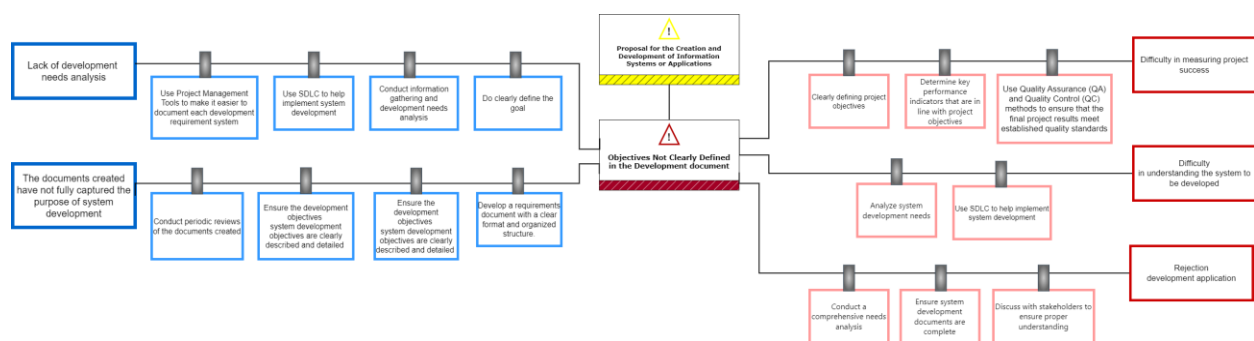 Lack of development
needs analysis
Use Project Management
Tools to make it easier to
document each development
requirement system
Use SDLC to help
implement system
development
Conduct information
gathering and
development needs
analysis
Do clearly define the
goal
The documents created
have not fully captured the
purpose of system
development
Conduct periodic reviews
of the documents created
Ensure the development
objectives
system development
objectives are clearly
described and detailed
Ensure the
development
objectives
system development
objectives are clearly
described and detailed
Develop a requirements
document with a clear
format and organized
structure.
Proposal for the Creation and
Development of Information
Systems or Applications
Objectives Not Clearly Defined
in the Development document
Clearly defining project
objectives
Determine key
performance
indicators that are in
line with project
objectives
Use Quality Assurance (QA)
and Quality Control (QC)
methods to ensure that the
final project results meet
established quality standards
Difficulty in measuring project
success
Analyze system
development needs
Use SDLC to help implement
system development
Difficulty
in understanding the system to
be developed
Conduct a
comprehensive needs
analysis
Ensure system
development
documents are
complete
Discuss with stakeholders to
ensure proper
understanding
Rejection
development application